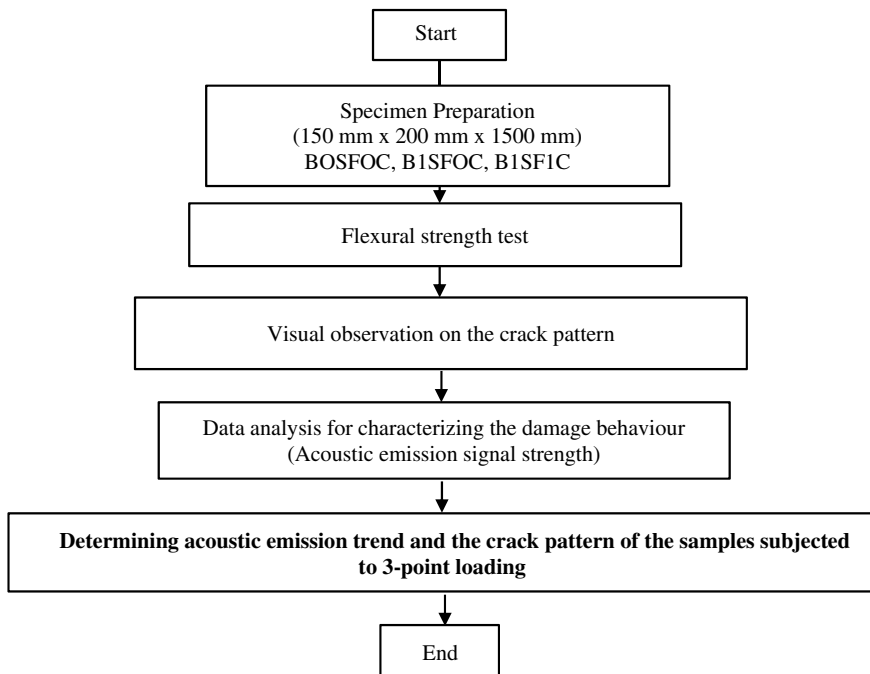 Start
Specimen Preparation
(150 mm x 200 mm x 1500 mm)
BOSFOC, B1SFOC, B1SF1C
Flexural strength test
Visual observation on the crack pattern
Data analysis for characterizing the damage behaviour
(Acoustic emission signal strength)
Determining acoustic emission trend and the crack pattern of the samples subjected
to 3-point loading
End